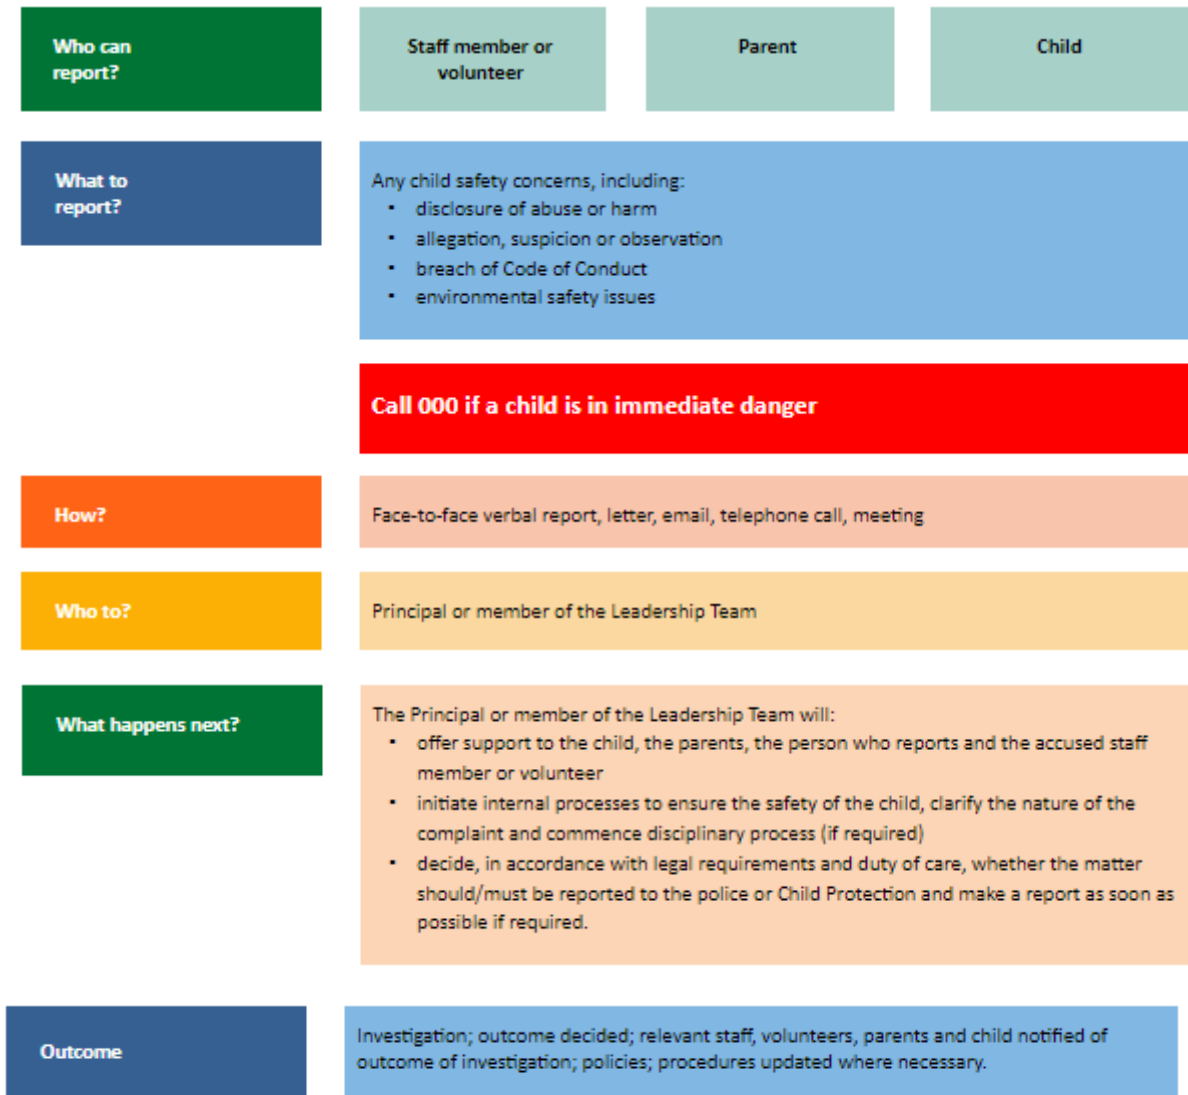 Who can
report?
Staff member or
volunteer
Parent
Child
What to
report?
Any child safety concerns, including:
• disclosure of abuse or harm
• allegation, suspicion or observation
• breach of Code of Conduct
• environmental safety issues
Call 000 if a child is in immediate danger
How?
Face-to-face verbal report, letter, email, telephone call, meeting
Who to?
Principal or member of the Leadership Team
What happens next?
The Principal or member of the Leadership Team will:
• offer support to the child, the parents, the person who reports and the accused staff
member or volunteer
• initiate internal processes to ensure the safety of the child, clarify the nature of the
complaint and commence disciplinary process (if required)
• decide, in accordance with legal requirements and duty of care, whether the matter
should/must be reported to the police or Child Protection and make a report as soon as
possible if required.
Outcome
Investigation; outcome decided; relevant staff, volunteers, parents and child notified of
outcome of investigation; policies; procedures updated where necessary.